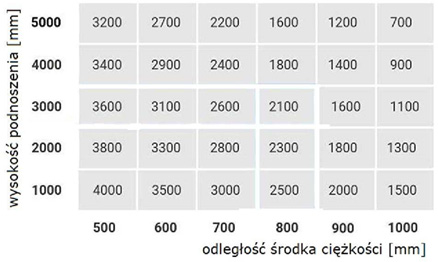 wysokość podnoszenia [mm]
5000 3200 2700 2200 1600 1200 700
4000 3400 2900 2400 1800 1400 900
3000 3600 3100 2600 2100 1600 1100
2000 3800 3300 2800 2300 1800 1300
1000 4000 3500 3000 2500 2000 1500
500 600 700 800 900 1000
odległość środka ciężkości [mm]